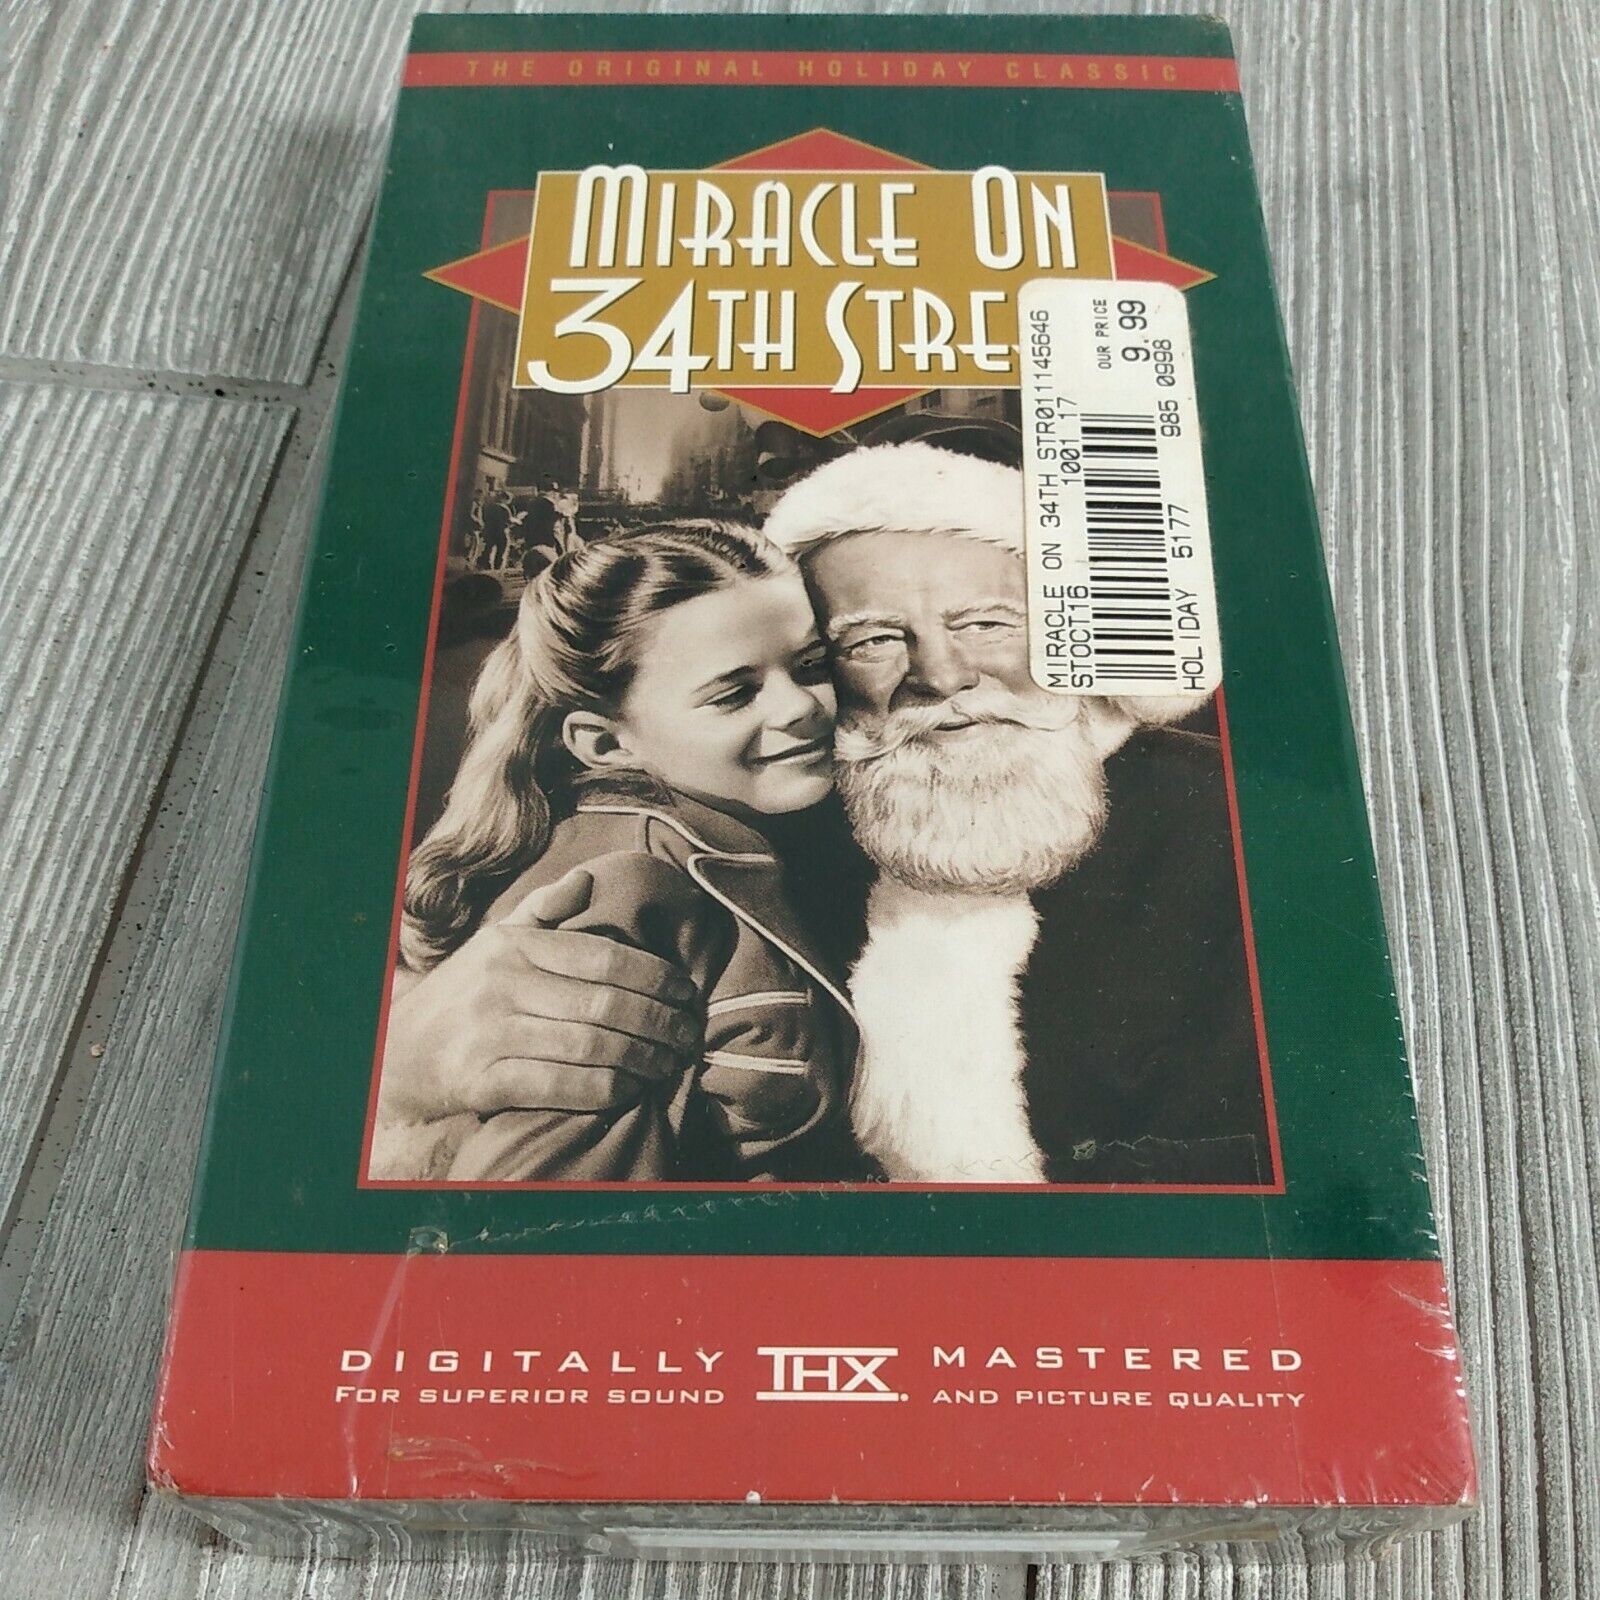 THE ORIGINAL HOLIDAY CLASSIC
MIRACLE ON
34TH STRE
MIRACLE ON 34TH STR011145646
STOCT16 1001 17
OUR PRICE
9.99
985 0998
HOLIDAY 5177
DIGITALLY THX MASTERED
FOR SUPERIOR SOUND AND PICTURE QUALITY